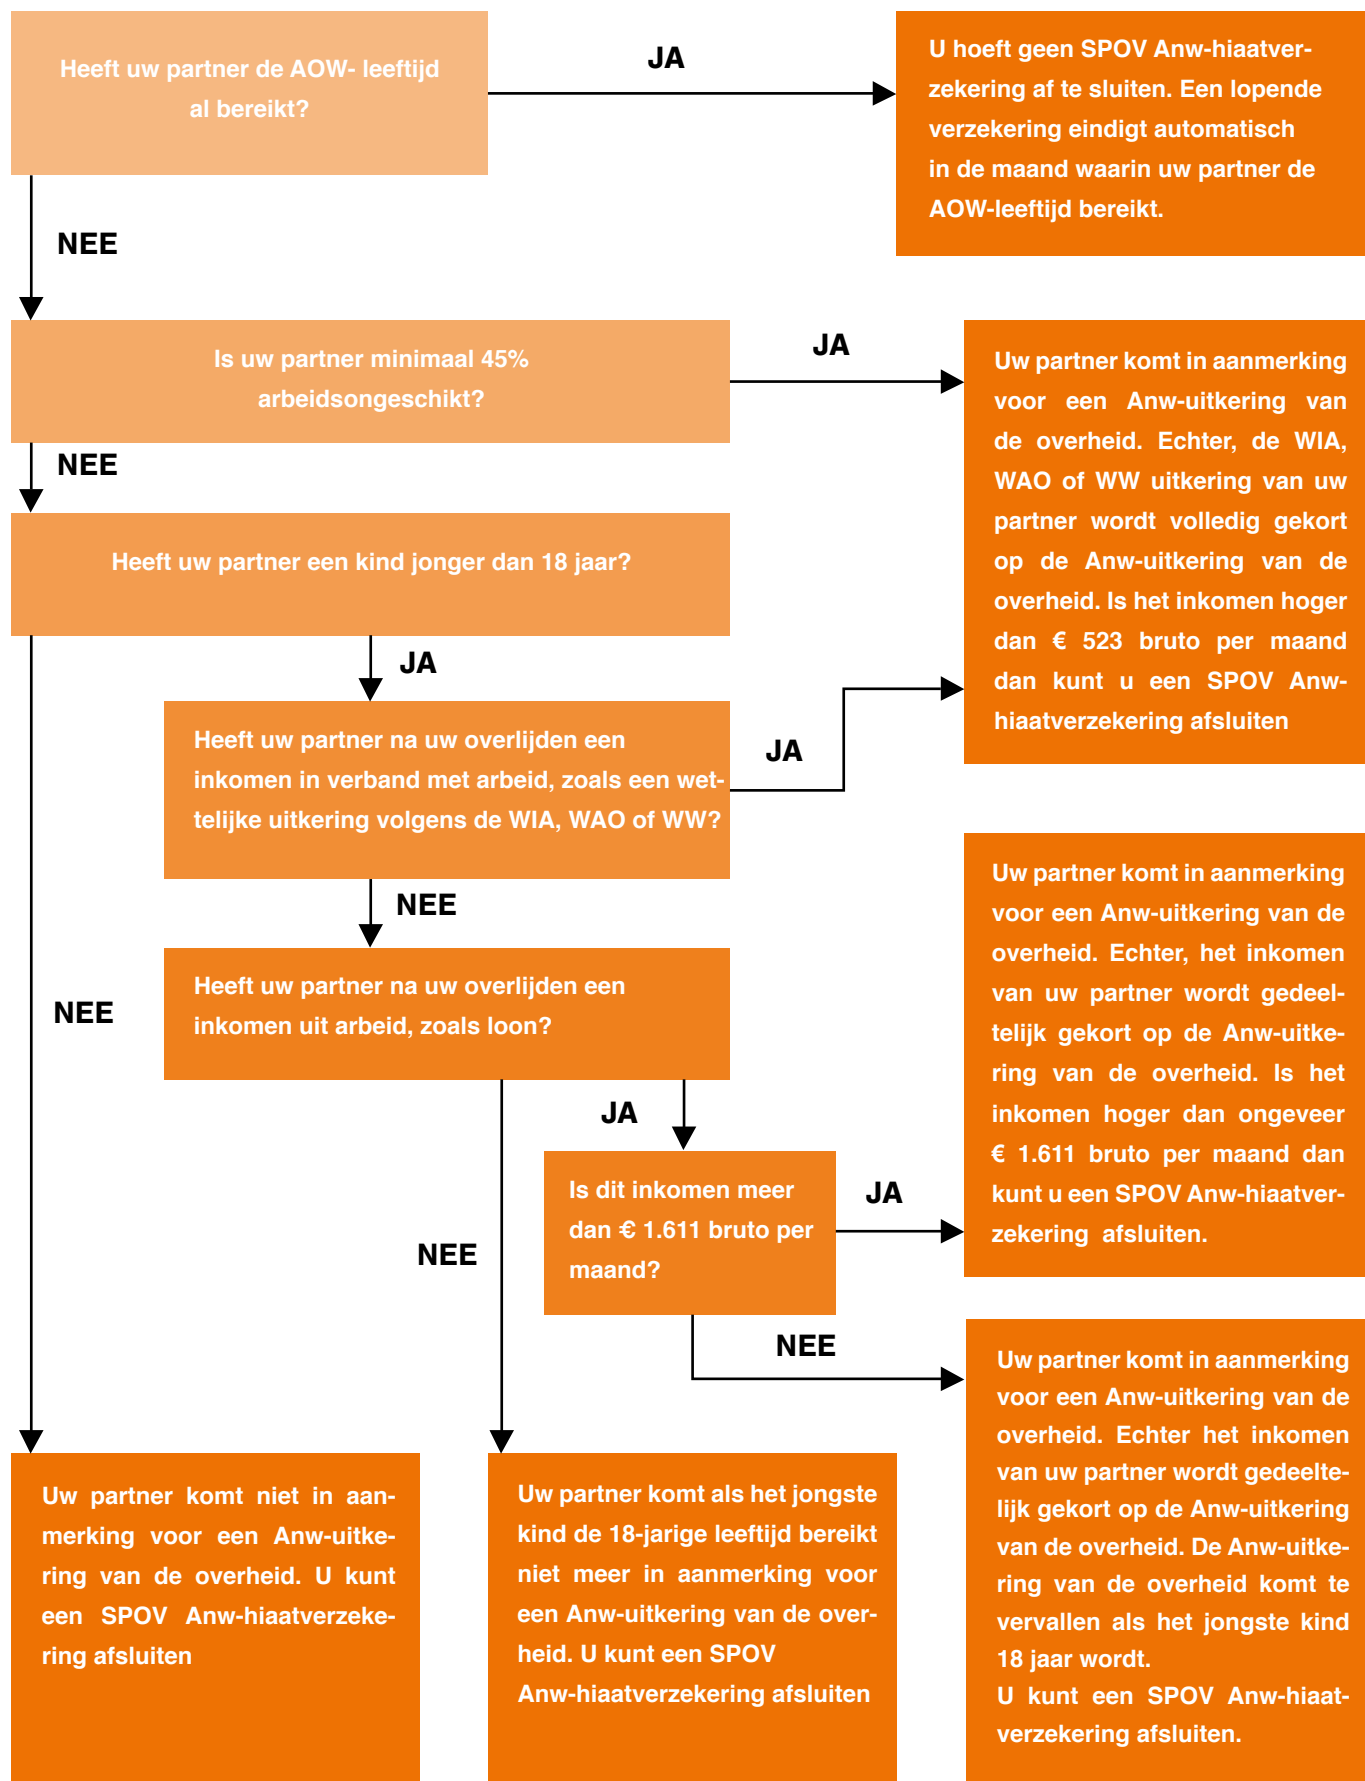 Heeft uw partner de AOW- leeftijd
al bereikt?
JA
U hoeft geen SPOV Anw-hiaatver-
zekering af te sluiten. Een lopende
verzekering eindigt automatisch
in de maand waarin uw partner de
AOW-leeftijd bereikt.
NEE
Is uw partner minimaal 45%
arbeidsongeschikt?
JA
Uw partner komt in aanmerking
voor een Anw-uitkering van
de overheid. Echter, de WIA,
WAO of WW uitkering van uw
partner wordt volledig gekort
op de Anw-uitkering van de
overheid. Is het inkomen hoger
dan € 523 bruto per maand
dan kunt u een SPOV Anw-
hiaatverzekering afsluiten
NEE
Heeft uw partner een kind jonger dan 18 jaar?
JA
Heeft uw partner na uw overlijden een
inkomen in verband met arbeid, zoals een wet-
telijke uitkering volgens de WIA, WAO of WW?
JA
NEE
Heeft uw partner na uw overlijden een
inkomen uit arbeid, zoals loon?
NEE
JA
Is dit inkomen meer
dan € 1.611 bruto per
maand?
JA
Uw partner komt in aanmerking
voor een Anw-uitkering van de
overheid. Echter, het inkomen
van uw partner wordt gedeel-
telijk gekort op de Anw-uitke-
ring van de overheid. Is het
inkomen hoger dan ongeveer
€ 1.611 bruto per maand dan
kunt u een SPOV Anw-hiaatver-
zekering afsluiten.
NEE
NEE
Uw partner komt in aanmerking
voor een Anw-uitkering van de
overheid. Echter het inkomen
van uw partner wordt gedeelte-
lijk gekort op de Anw-uitkering
van de overheid. De Anw-uitke-
ring van de overheid komt te
vervallen als het jongste kind
18 jaar wordt.
U kunt een SPOV Anw-hiaat-
verzekering afsluiten.
Uw partner komt niet in aan-
merking voor een Anw-uitke-
ring van de overheid. U kunt
een SPOV Anw-hiaatverzeke-
ring afsluiten
Uw partner komt als het jongste
kind de 18-jarige leeftijd bereikt
niet meer in aanmerking voor
een Anw-uitkering van de over-
heid. U kunt een SPOV
Anw-hiaatverzekering afsluiten